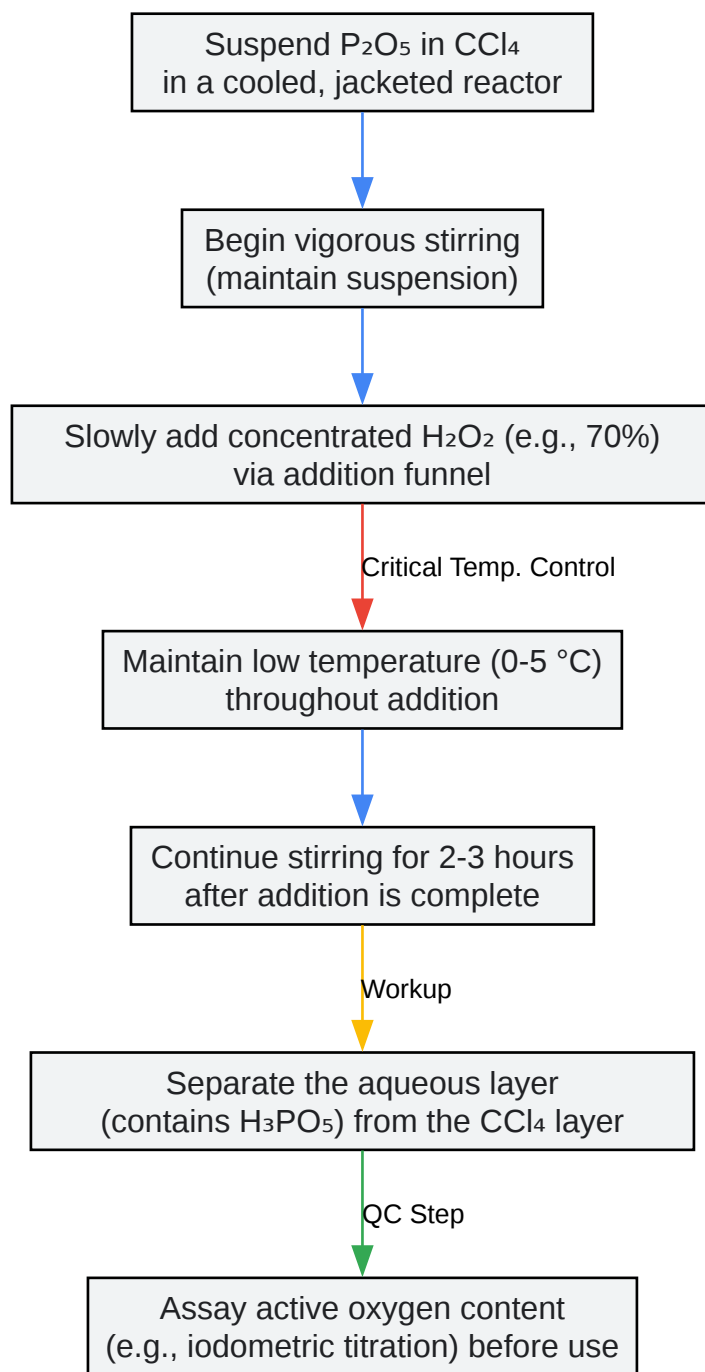 Suspend P₂O₅ in CCl₄
in a cooled, jacketed reactor
Begin vigorous stirring
(maintain suspension)
Slowly add concentrated H₂O₂ (e.g., 70%)
via addition funnel
Critical Temp. Control
Maintain low temperature (0-5 °C)
throughout addition
Continue stirring for 2-3 hours
after addition is complete
Workup
Separate the aqueous layer
(contains H₃PO₅) from the CCl₄ layer
QC Step
Assay active oxygen content
(e.g., iodometric titration) before use